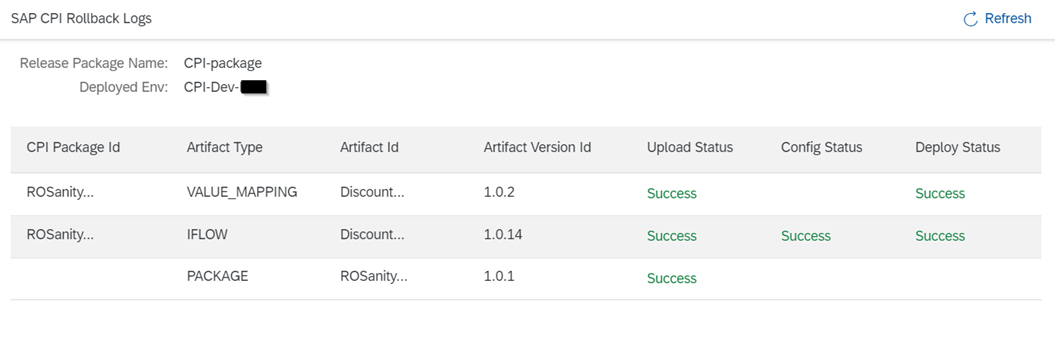 SAP CPI Rollback Logs Refresh
Release Package Name: CPI-package
Deployed Env: CPI-Dev-
CPI Package Id Artifact Type Artifact Id Artifact Version Id Upload Status Config Status Deploy Status
ROSanity... VALUE_MAPPING Discount... 1.0.2 Success Success
ROSanity... IFLOW Discount... 1.0.14 Success Success Success
PACKAGE ROSanity... 1.0.1 Success